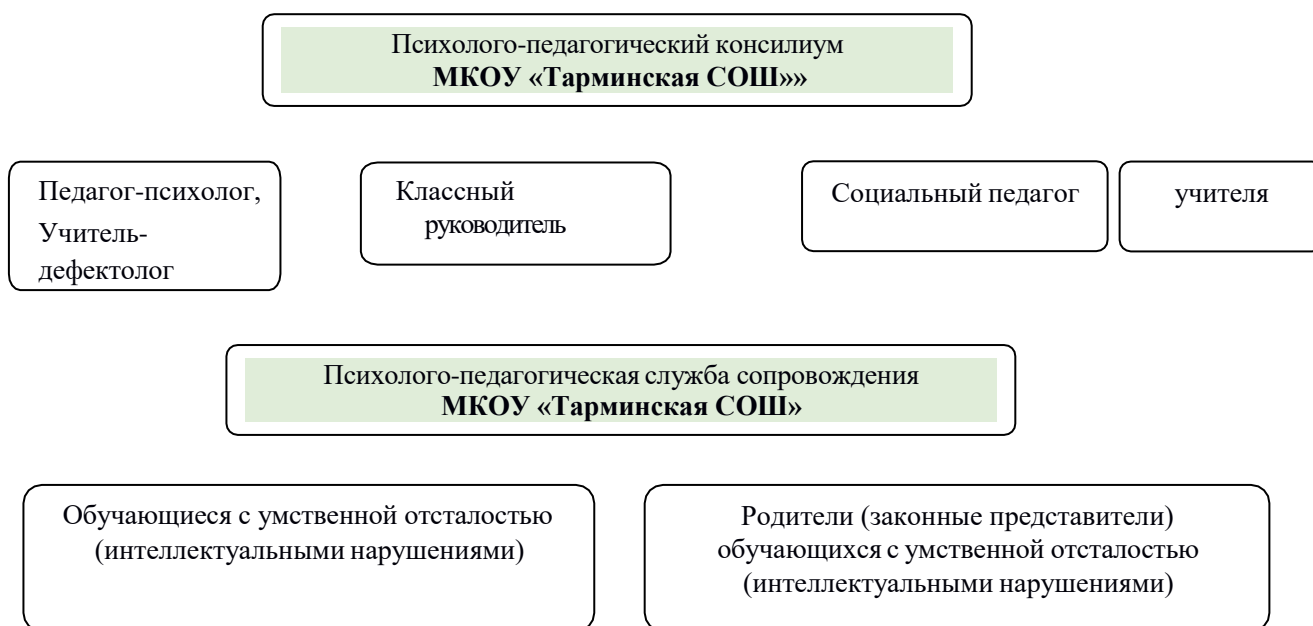 Психолого-педагогический консилиум
МКОУ «Тарминская СОШ»»
Педагог-психолог,
Учитель-
дефектолог
Классный
руководитель
Социальный педагог
учителя
Психолого-педагогическая служба сопровождения
МКОУ «Тарминская СОШ»
Обучающиеся с умственной отсталостью
(интеллектуальными нарушениями)
Родители (законные представители)
обучающихся с умственной отсталостью
(интеллектуальными нарушениями)